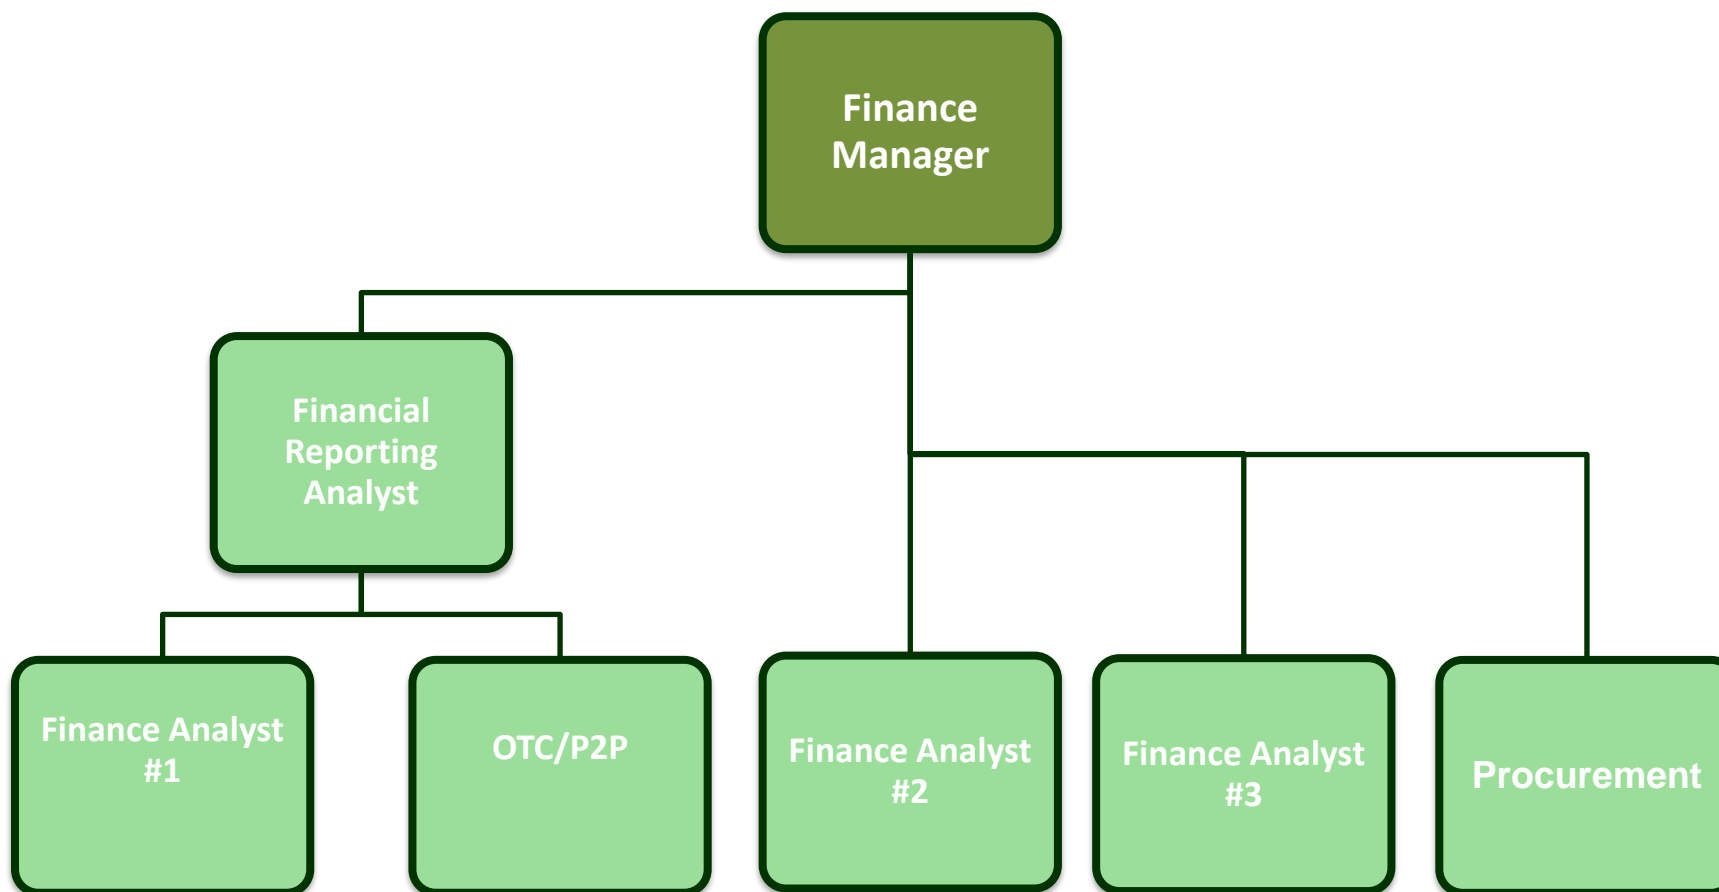 Finance
Manager
Financial
Reporting
Analyst
Finance Analyst
#1
OTC/P2P
Finance Analyst
#2
Finance Analyst
#3
Procurement